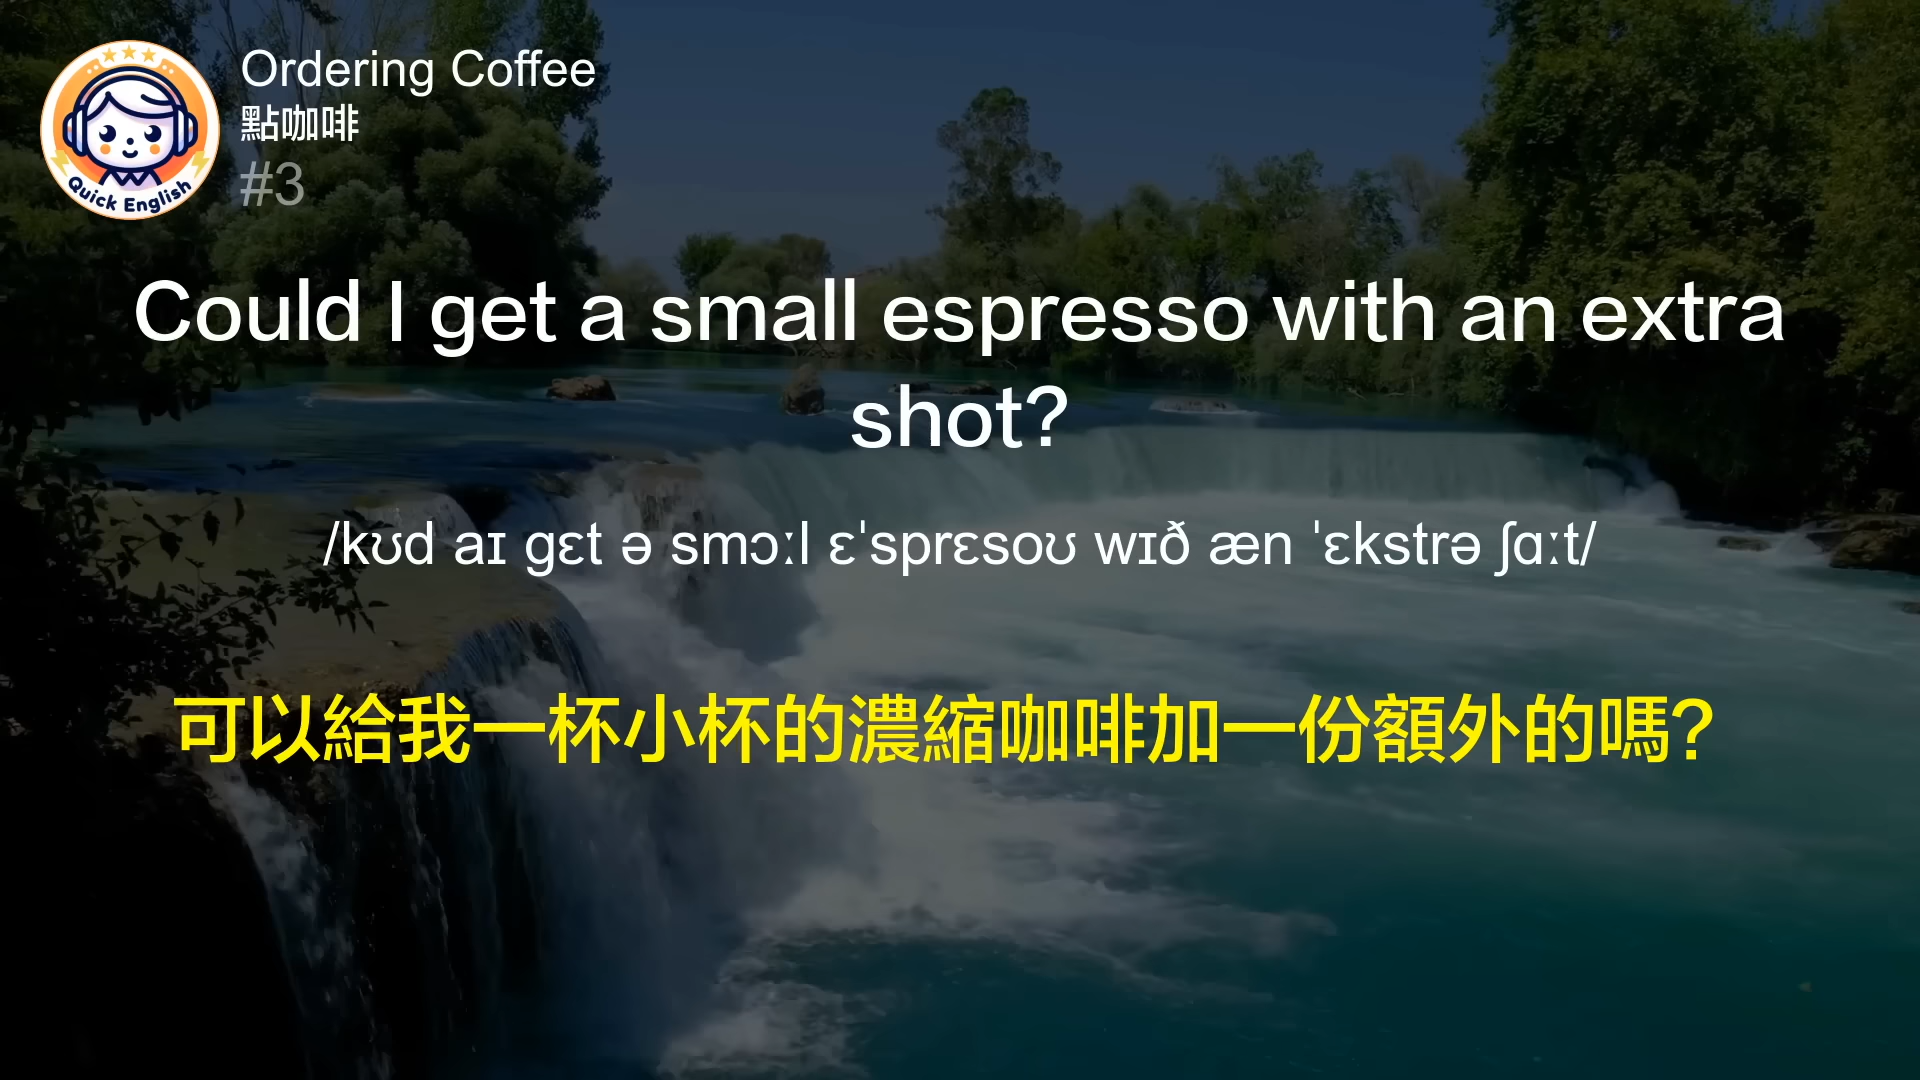 Quick English
Ordering Coffee
點咖啡
#3
Could I get a small espresso with an extra
shot?
/kʊd aɪ ɡɛt ə smɔːl ɛˈsprɛsoʊ wɪð æn ˈɛkstrə ʃɑːt/
可以給我一杯小杯的濃縮咖啡加一份額外的嗎?